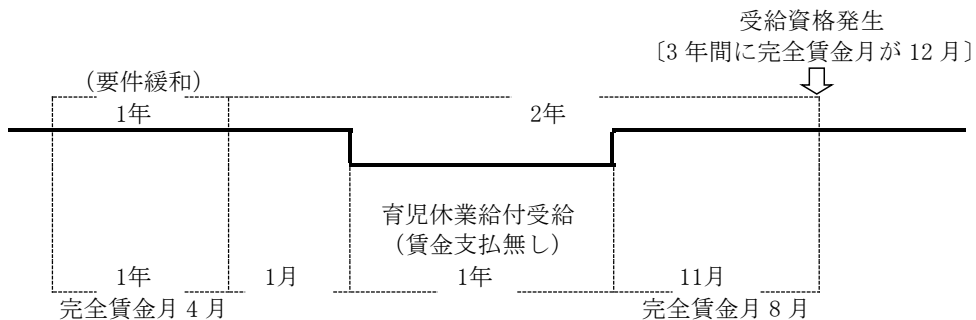 受給資格発生
〔3年間に完全賃金月が12月〕
(要件緩和)
1年
2年
育児休業給付受給
(賃金支払無し)
1年
1月
1年
11月
完全賃金月4月
完全賃金月8月